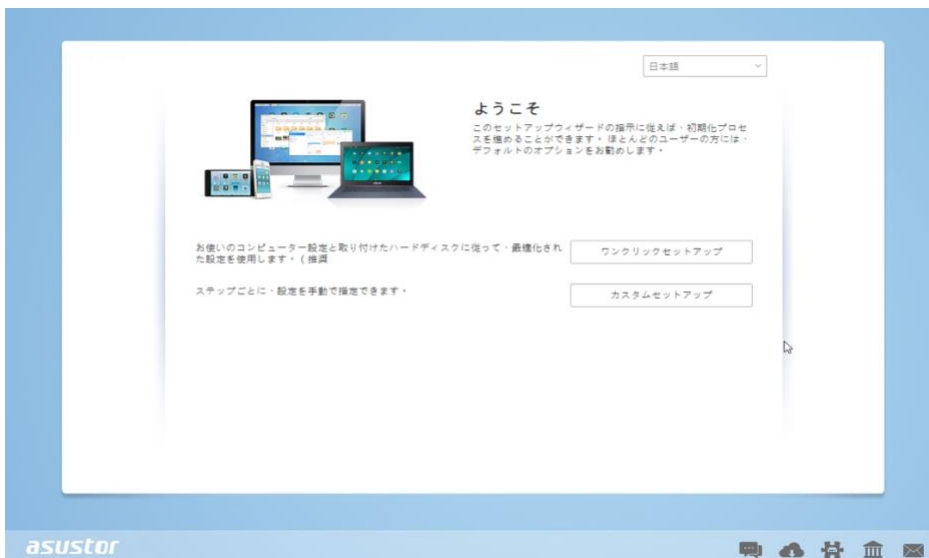 日本語
ようこそ
このセットアップウィザードの指示に従えば・初期化プロセ
スを進めることができます・ほとんどのユーザーの方には・
デフォルトのオプションをお勧めします・
お使いのコンピューター設定と取り付けたハードディスクに従って・最適化され
た設定を使用します・(推奨
ワンクリックセットアップ
ステップごとに・設定を手動で指定できます・
カスタムセットアップ
asustor